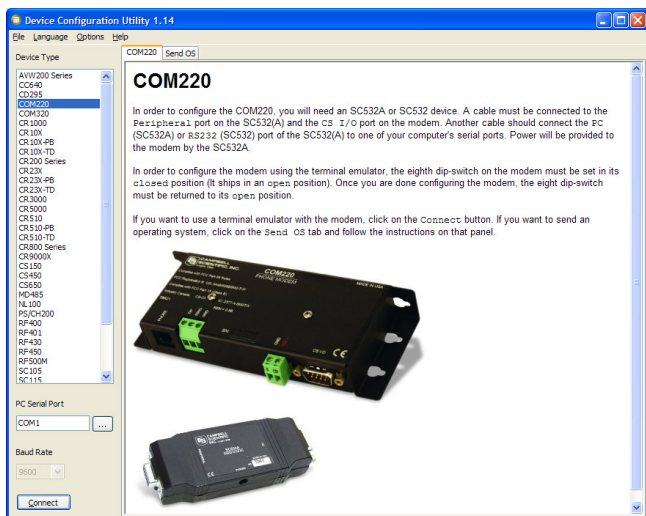 Device Configuration Utility 1.14
File Language Options Help
Device Type
COM220 Send OS
AVW200 Series
CC640
CD295
COM220
COM320
CR1000
CR10X
CR10X-PB
CR10X-TD
CR200 Series
CR23X
CR23X-PB
CR23X-TD
CR3000
CR5000
CR510
CR510-PB
CR510-TD
CR800 Series
CR9000X
CS150
CS450
CS650
MD485
NL100
PS/CH200
RF400
RF401
RF430
RF450
RF500M
SC105
SC115
PC Serial Port
COM1 ...
Baud Rate
9600
Connect
COM220
In order to configure the COM220, you will need an SC532A or SC532 device. A cable must be connected to the
Peripheral port on the SC532(A) and the CS I/O port on the modem. Another cable should connect the PC
(SC532A) or RS232 (SC532) port of the SC532(A) to one of your computer's serial ports. Power will be provided to
the modem by the SC532A.
In order to configure the modem using the terminal emulator, the eighth dip-switch on the modem must be set in its
closed position (It ships in an open position). Once you are done configuring the modem, the eight dip-switch
must be returned to its open position.
If you want to use a terminal emulator with the modem, click on the Connect button. If you want to send an
operating system, click on the Send OS tab and follow the instructions on that panel.
CAMPBELL
SCIENTIFIC, INC.
COM220
PHONE MODEM
MADE IN USA
CS I/O
CE
CAMPBELL
SCIENTIFIC
CE